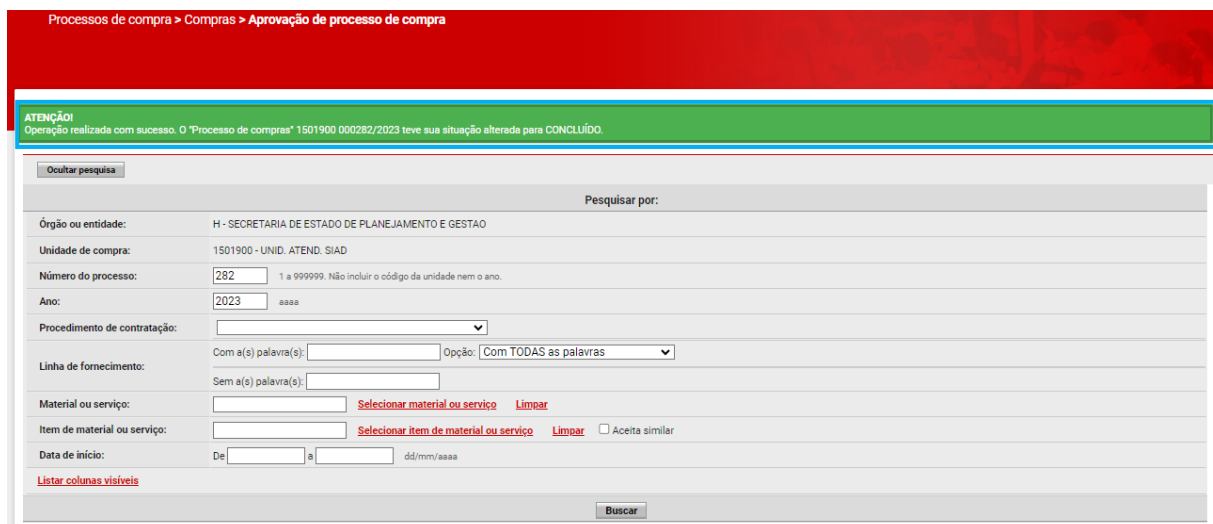 Processos de compra > Compras > Aprovação de processo de compra
ATENÇÃO!
Operação realizada com sucesso. O "Processo de compras" 1501900 000282/2023 teve sua situação alterada para CONCLUÍDO.
Ocultar pesquisa
Pesquisar por:
Órgão ou entidade: H - SECRETARIA DE ESTADO DE PLANEJAMENTO E GESTAO
Unidade de compra: 1501900 - UNID. ATEND. SIAD
Número do processo: 282 1 a 999999. Não incluir o código da unidade nem o ano.
Ano: 2023 aaaa
Procedimento de contratação:
Linha de fornecimento:
Com a(s) palavra(s): Opção: Com TODAS as palavras
Sem a(s) palavra(s):
Material ou serviço: Selecionar material ou serviço Limpar
Item de material ou serviço: Selecionar item de material ou serviço Limpar Aceita similar
Data de início: De a dd/mm/aaaa
Listar colunas visíveis
Buscar